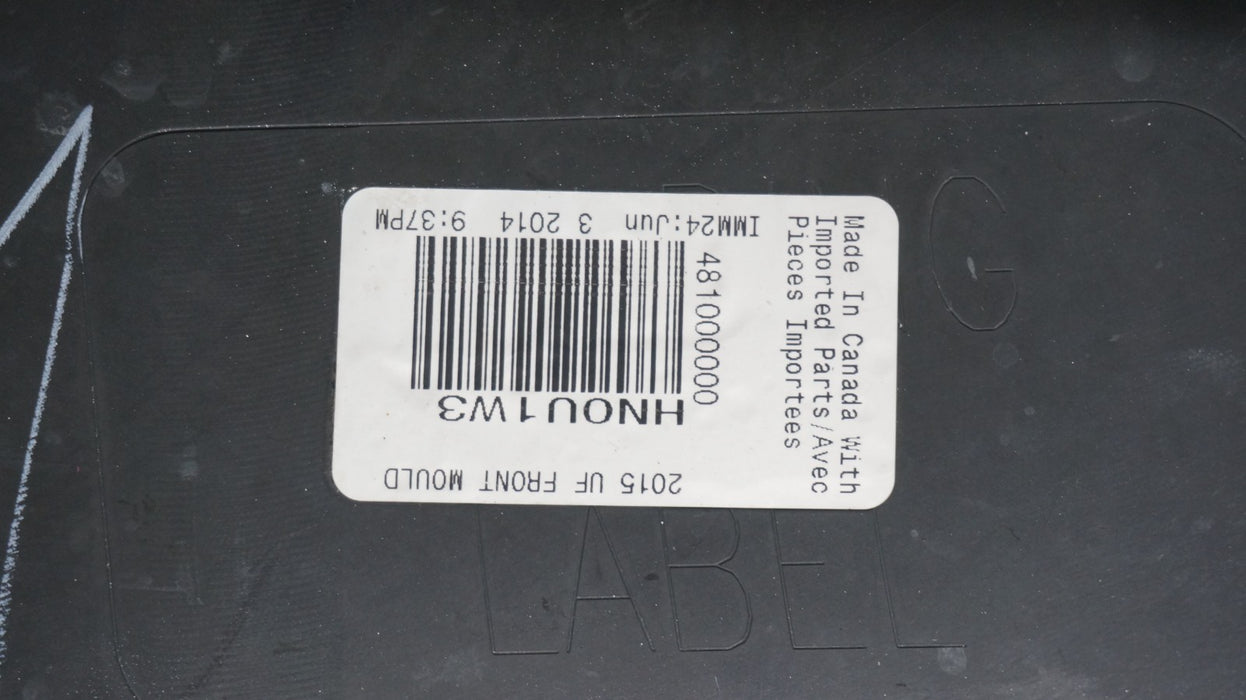 2015 UF FRONT MOULD
HNOU1W3
481000000
IMM24:Jun 3 2014 9:37PM
Made In Canada With
Imported Parts/Avec
Pieces Importees
LABEL